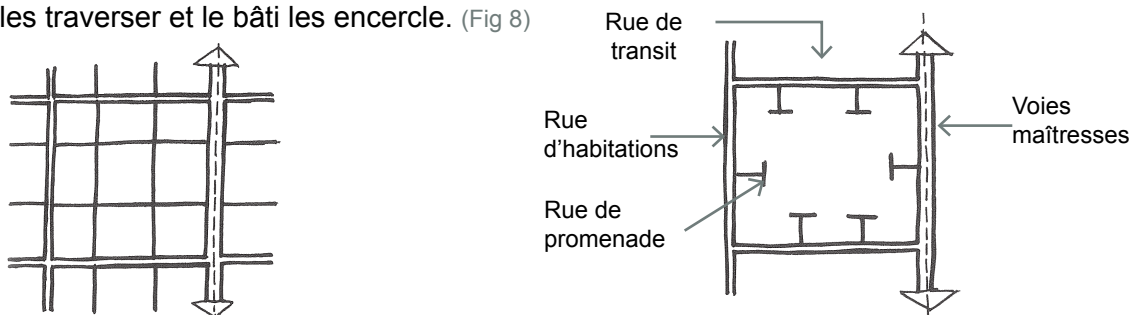 les traverser et le bâti les encercle. (Fig 8)
Rue de
transit
Rue
d’habitations
Voies
maîtresses
Rue de
promenade